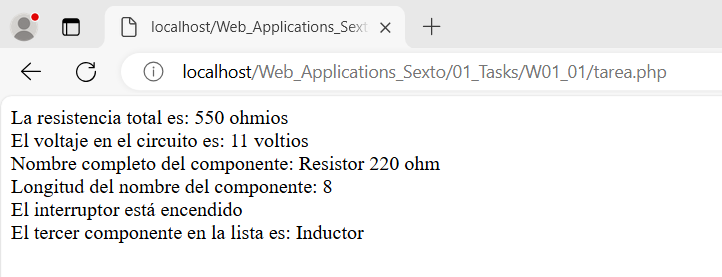 localhost/Web_Applications_Sext
localhost/Web_Applications_Sexto/01_Tasks/W01_01/tarea.php
La resistencia total es: 550 ohmios
El voltaje en el circuito es: 11 voltios
Nombre completo del componente: Resistor 220 ohm
Longitud del nombre del componente: 8
El interruptor está encendido
El tercer componente en la lista es: Inductor